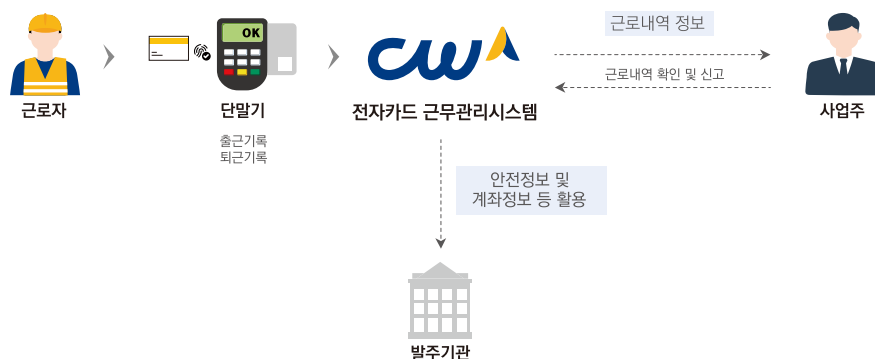 OK
cw
근로내역 정보
근로내역 확인 및 신고
근로자
단말기
전자카드 근무관리시스템
사업주
출근기록
퇴근기록
안전정보 및
계좌정보 등 활용
발주기관